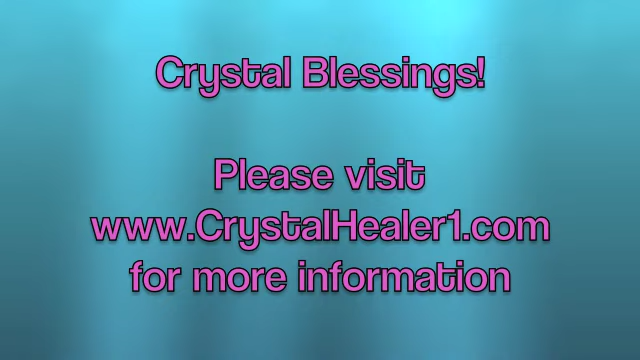 Crystal Blessings!
Please visit
www.CrystalHealer1.com
for more information